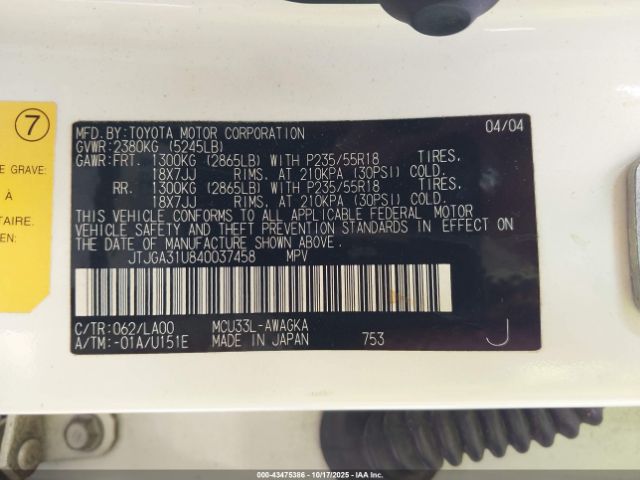 7
E GRAVE:
À
TAIRE.
EN:
MFD.BY:TOYOTA MOTOR CORPORATION 04/04
GVWR:2380KG (5245LB)
GAWR:FRT. 1300KG (2865LB) WITH P235/55R18 TIRES,
18X7JJ RIMS, AT 210KPA (30PSI) COLD.
RR. 1300KG (2865LB) WITH P235/55R18 TIRES,
18X7JJ RIMS, AT 210KPA (30PSI) COLD.
THIS VEHICLE CONFORMS TO ALL APPLICABLE FEDERAL MOTOR
VEHICLE SAFETY AND THEFT PREVENTION STANDARDS IN EFFECT ON
THE DATE OF MANUFACTURE SHOWN ABOVE.
JTJGA31U840037458 MPV
C/TR:062/LA00 MCU33L-AWAGKA
A/TM:-01A/U151E MADE IN JAPAN 753 J
000-43475386 - 10/17/2025 - IAA Inc.